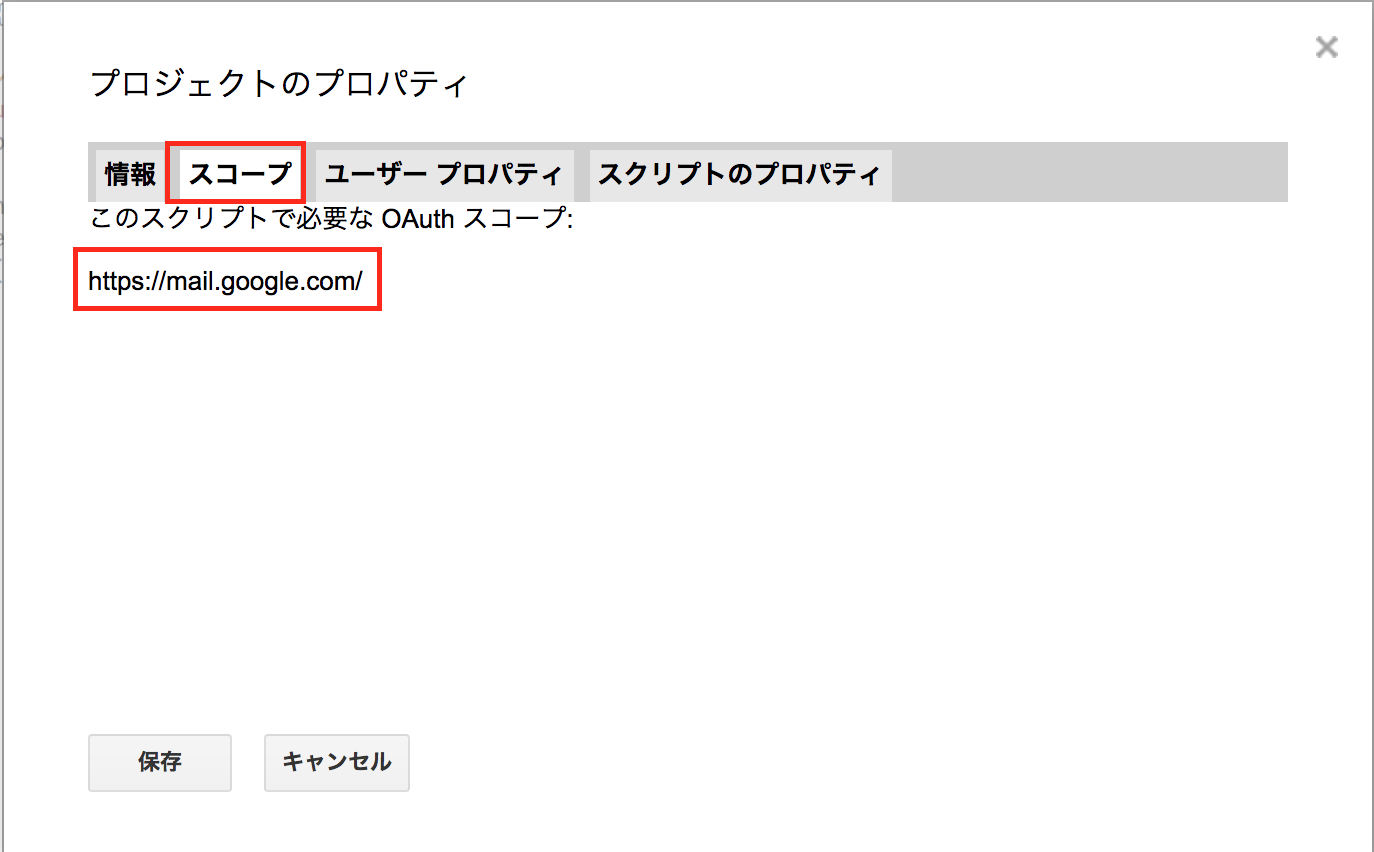 プロジェクトのプロパティ
情報 スコープ ユーザー プロパティ スクリプトのプロパティ
このスクリプトで必要な OAuth スコープ:
https://mail.google.com/
保存 キャンセル